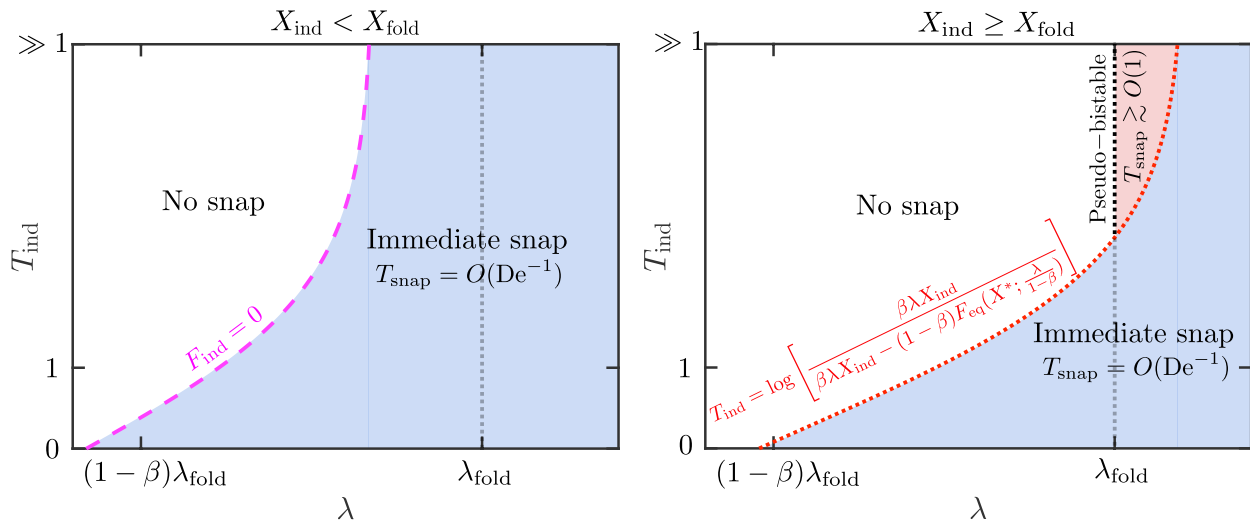 X_ind < X_fold
≫ 1
T_ind
1
0
No snap
F_ind = 0
Immediate snap
T_snap = O(De⁻¹)
(1 − β)λ_fold
λ_fold
λ
X_ind ≥ X_fold
≫ 1
T_ind
1
0
No snap
Pseudo−bistable
T_snap ≳ O(1)
T_ind = log [ βλX_ind / (βλX_ind − (1 − β)F_eq(X*; λ/(1−β))) ]
Immediate snap
T_snap = O(De⁻¹)
(1 − β)λ_fold
λ_fold
λ